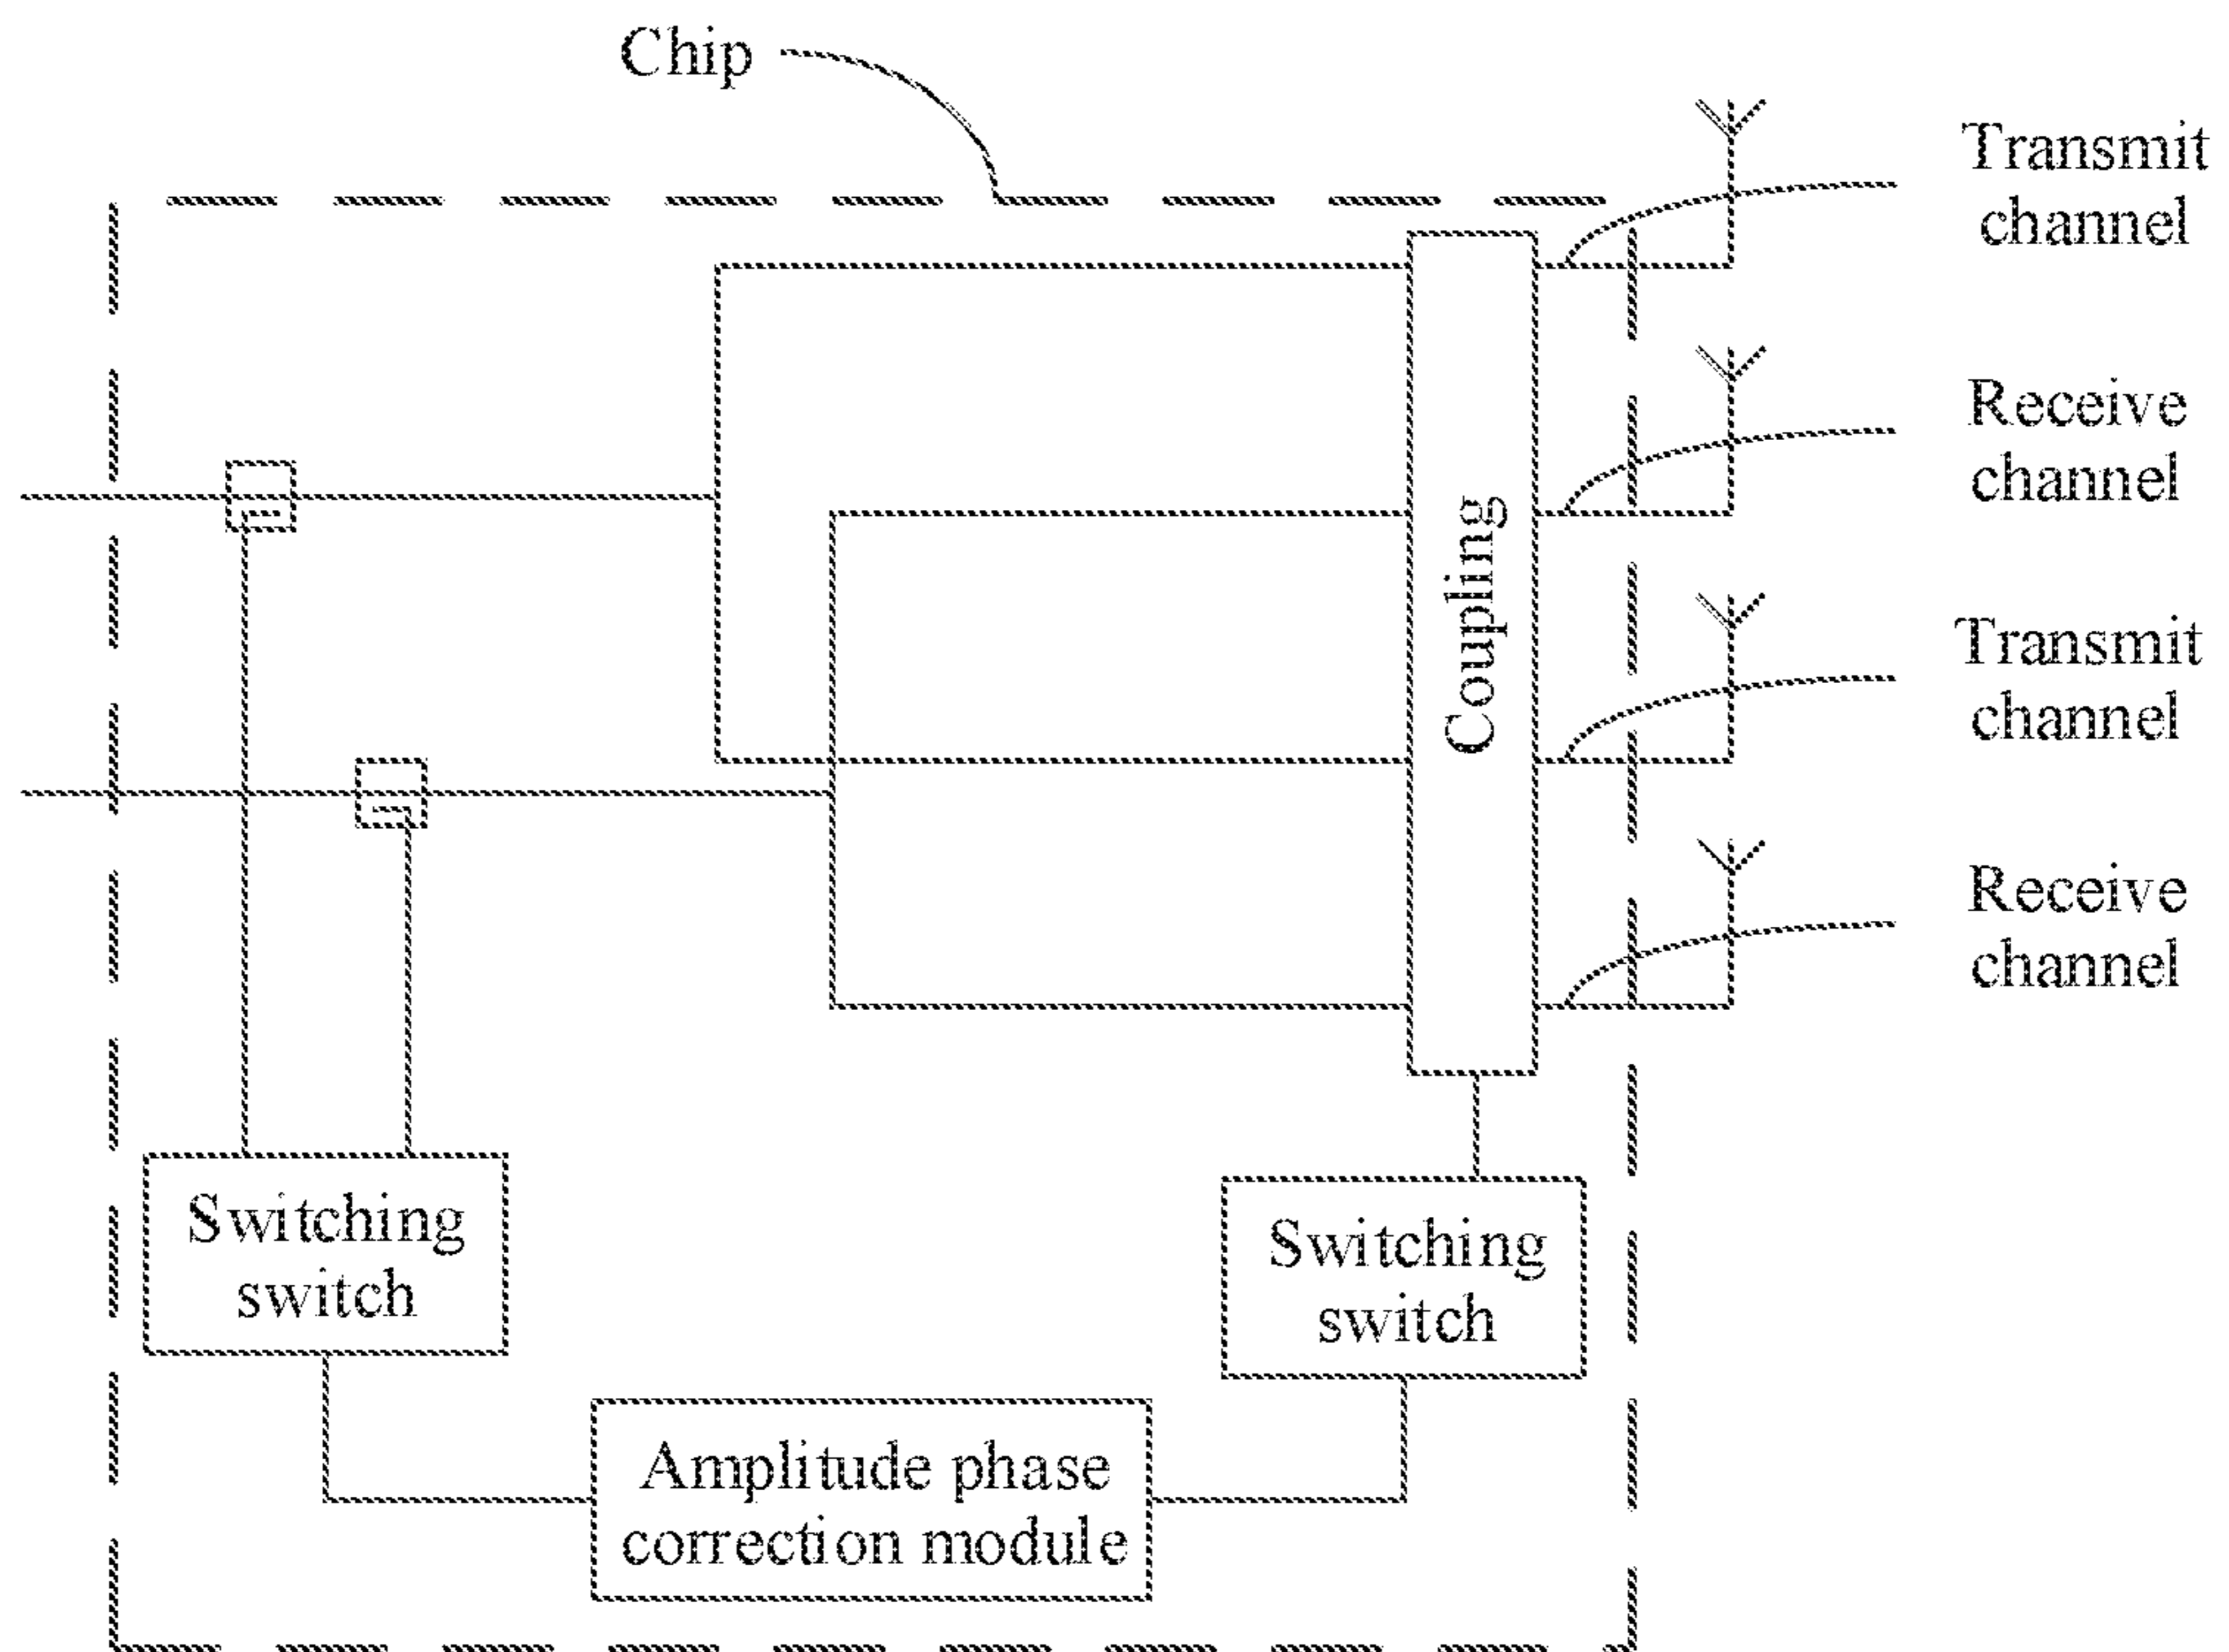 Chip
Transmit
channel
Receive
channel
Coupling
Transmit
channel
Receive
channel
Switching
switch
Switching
switch
Amplitude phase
correction module